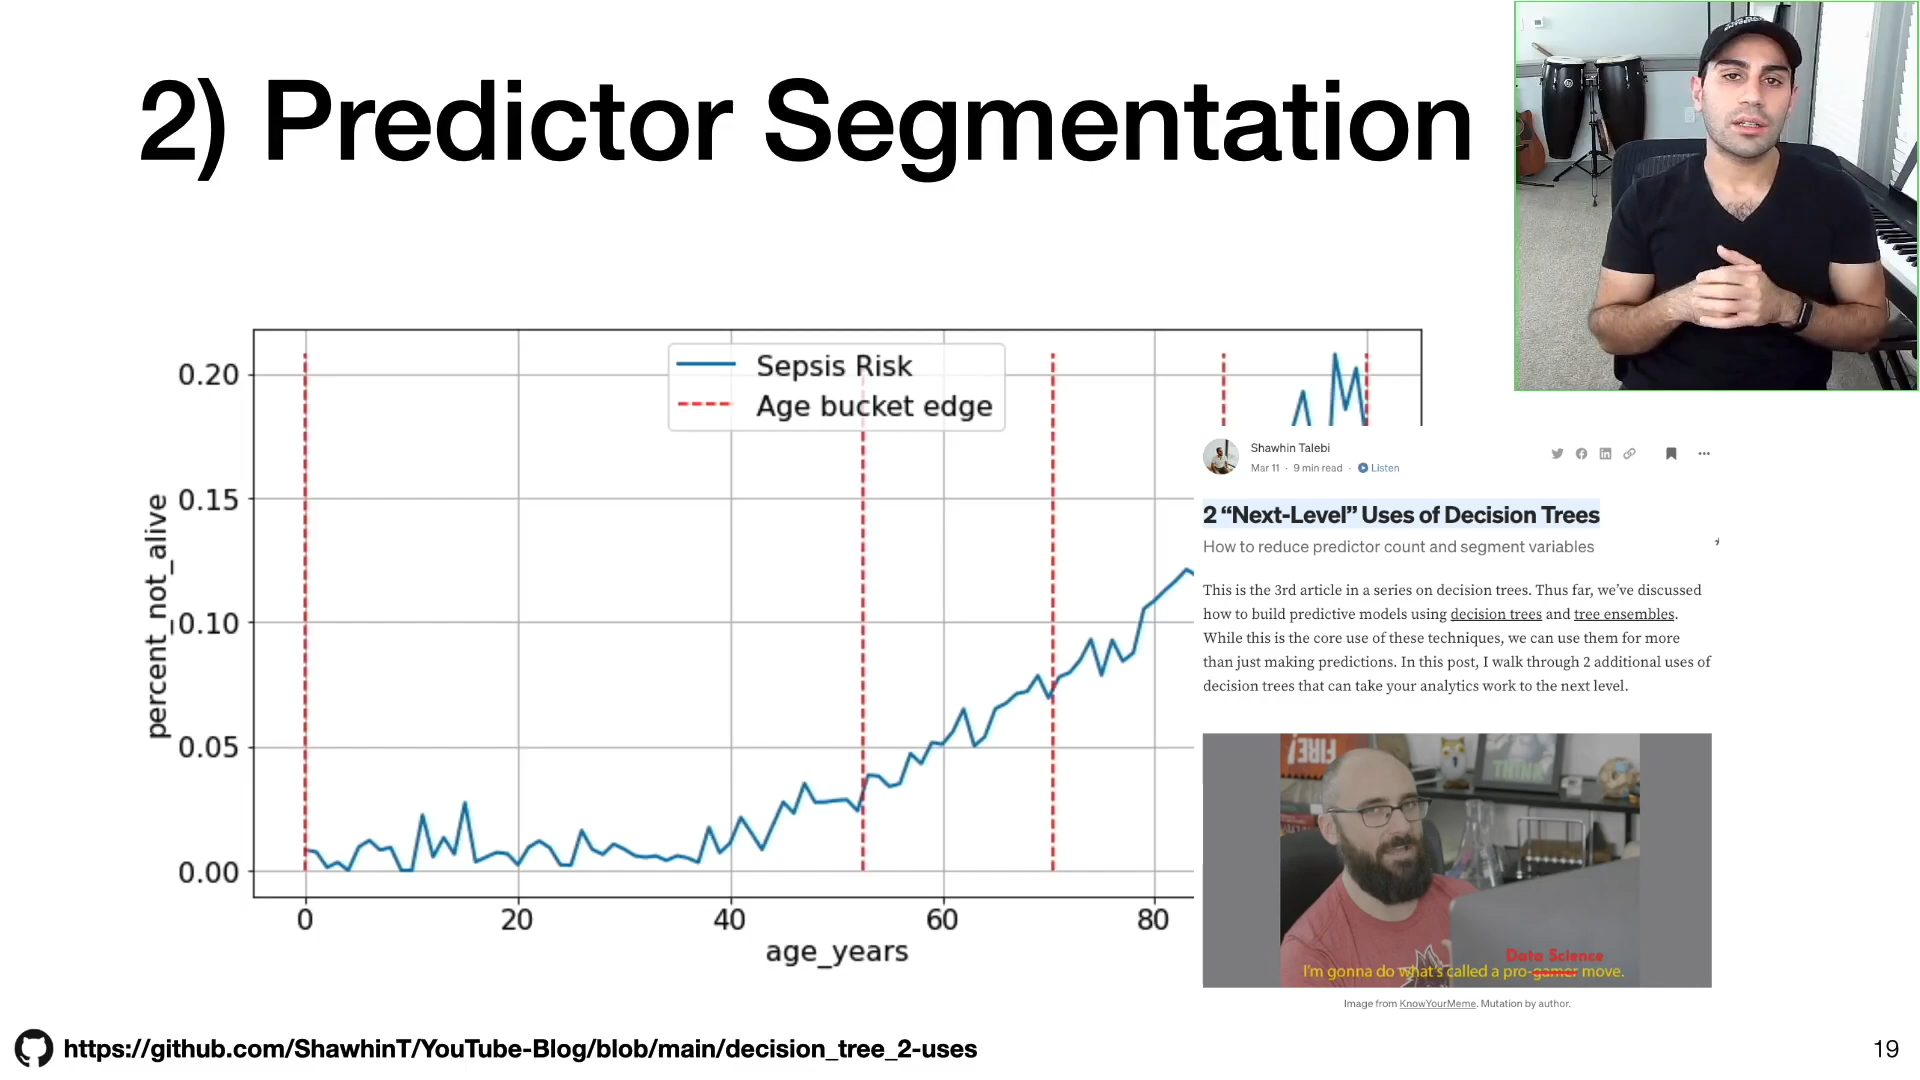 2) Predictor Segmentation
Sepsis Risk
Age bucket edge
0.20
0.15
0.10
0.05
0.00
percent_not_alive
0
20
40
60
80
age_years
Shawhin Talebi
Mar 11 · 9 min read · Listen
2 “Next-Level” Uses of Decision Trees
How to reduce predictor count and segment variables
This is the 3rd article in a series on decision trees. Thus far, we’ve discussed
how to build predictive models using decision trees and tree ensembles.
While this is the core use of these techniques, we can use them for more
than just making predictions. In this post, I walk through 2 additional uses of
decision trees that can take your analytics work to the next level.
FIRE!
THINK
Data Science
I'm gonna do what's called a pro-gamer move.
Image from KnowYourMeme. Mutation by author.
https://github.com/ShawhinT/YouTube-Blog/blob/main/decision_tree_2-uses
19